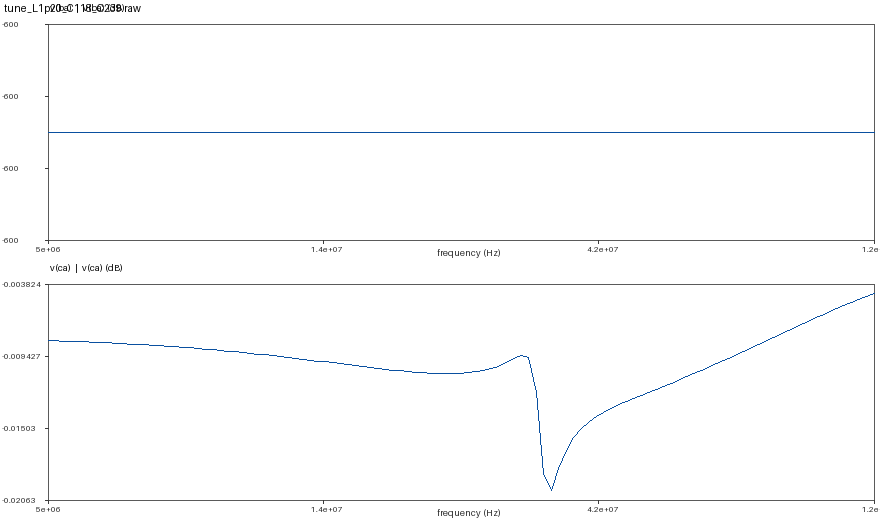 -600
-600
-600
-600
5e+06 1.4e+07 4.2e+07 1.2e
frequency (Hz)
v(ca) | v(ca) (dB)
-0.003824
-0.009427
-0.01503
-0.02063
5e+06 1.4e+07 4.2e+07 1.2e
frequency (Hz)